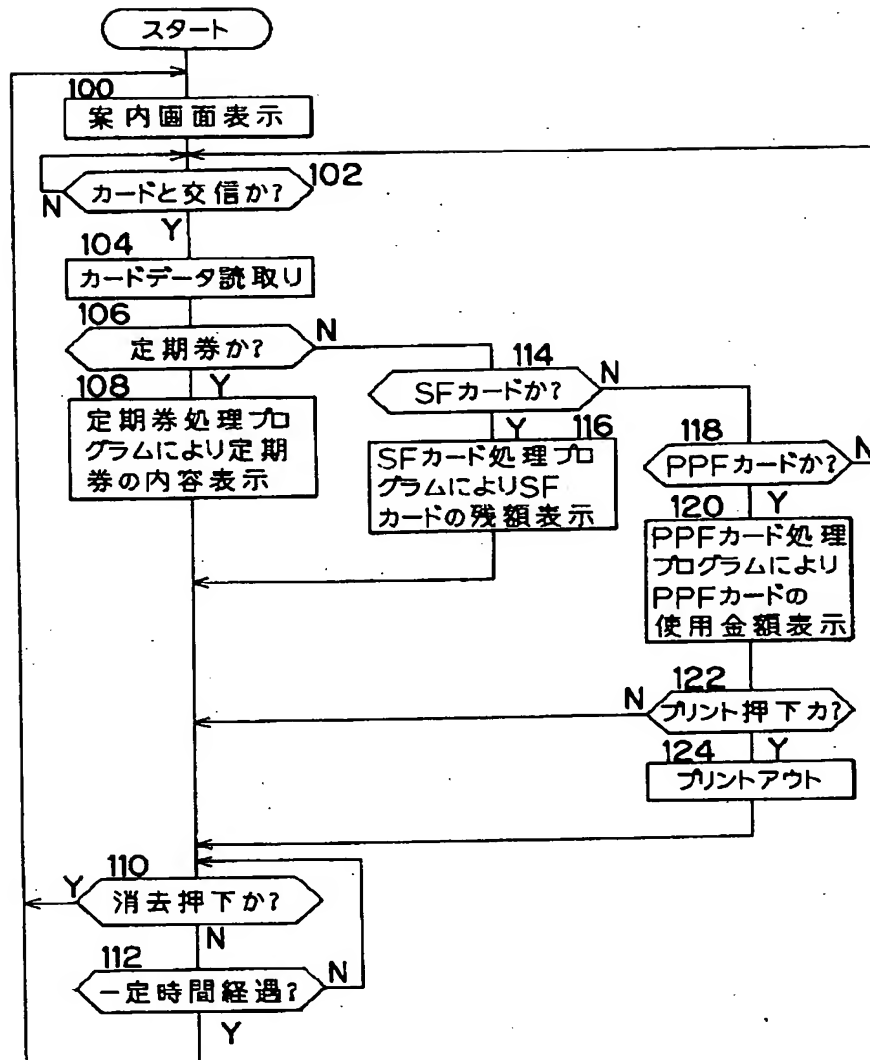 スタート
100
案内画面表示
カードと交信か?
102
N
Y
104
カードデータ読取り
106
定期券か?
N
Y
108
定期券処理プロ
グラムにより定期
券の内容表示
114
SFカードか?
N
Y
116
SFカード処理プロ
グラムによりSF
カードの残額表示
118
PPFカードか?
N
Y
120
PPFカード処理
プログラムにより
PPFカードの
使用金額表示
122
N
プリント押下カ?
Y
124
プリントアウト
110
Y
消去押下か?
N
112
一定時間経過?
N
Y